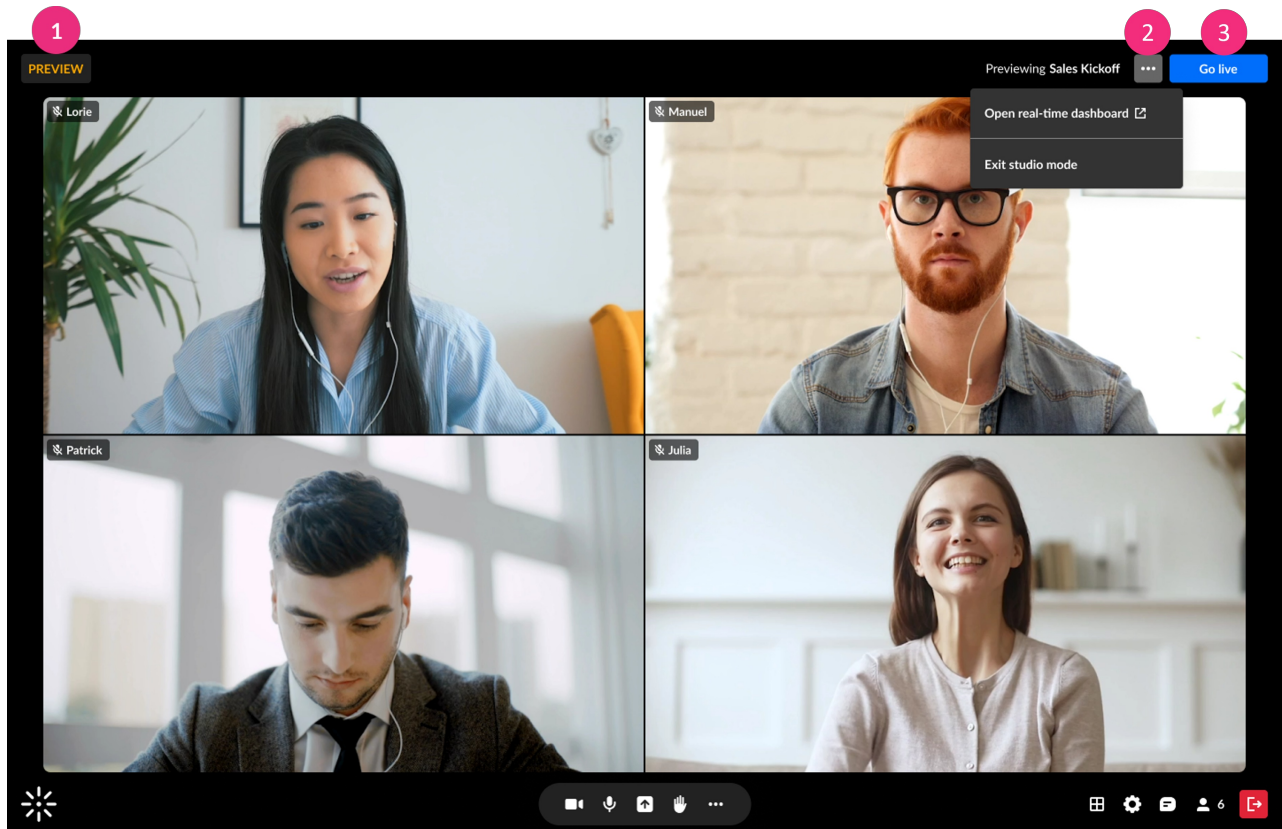 1
2
3
PREVIEW
Previewing Sales Kickoff
Go live
Open real-time dashboard
Exit studio mode
Lorie
Manuel
Patrick
Julia
6